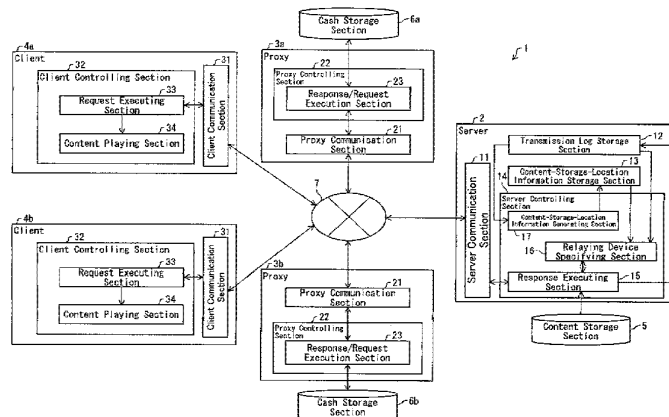 6a
Cash Storage
Section
1
4a
Client
32
Client Controlling Section
33
Request Executing
Section
34
Content Playing Section
31
Client Communication
Section
3a
Proxy
22
Proxy Controlling
Section
23
Response/Request
Execution Section
21
Proxy Communication
Section
7
2
Server
11
Server Communication
Section
Transmission Log Storage
Section
12
13
Content-Storage-Location
Information Storage Section
14
Server Controlling
Section
Content-Storage-Location
Information Generating Section
17
16
Relaying Device
Specifying Section
Response Executing
Section
15
Content Storage
Section
5
4b
Client
32
Client Controlling Section
33
Request Executing
Section
34
Content Playing Section
31
Client Communication
Section
3b
Proxy
21
Proxy Communication
Section
22
Proxy Controlling
Section
23
Response/Request
Execution Section
Cash Storage
Section
6b